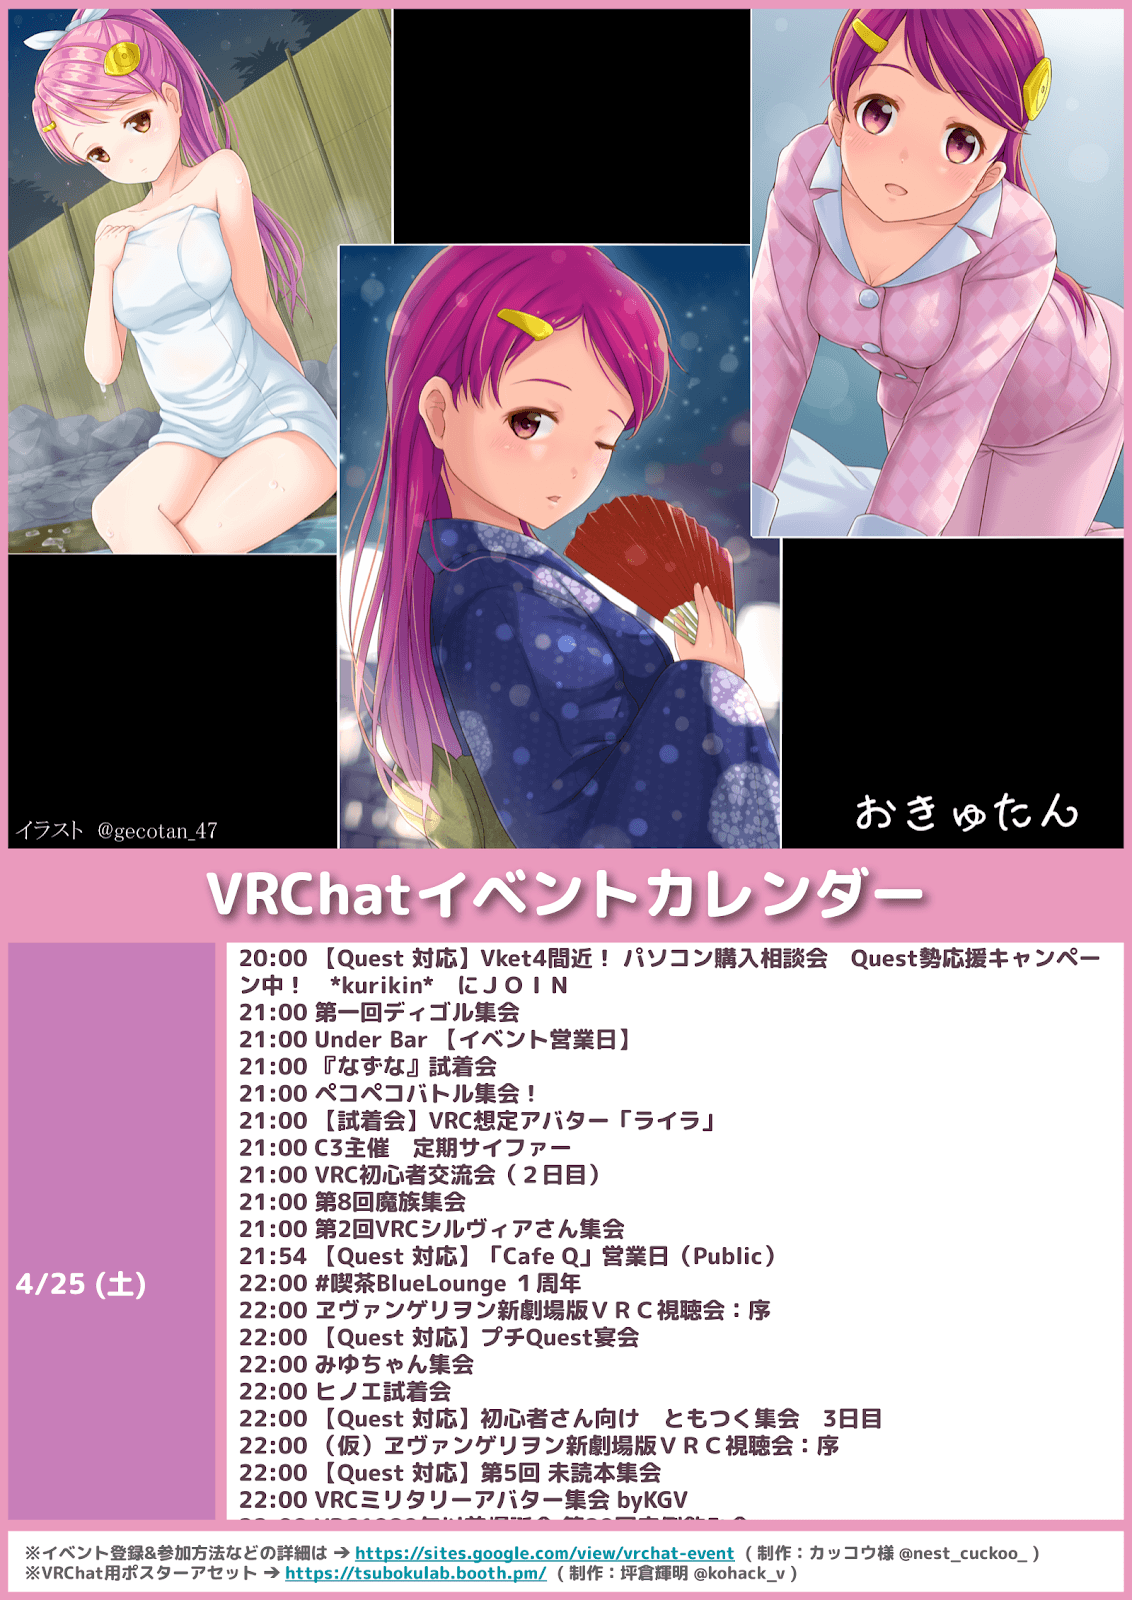 イラスト @gecotan_47
おきゅたん
VRChatイベントカレンダー
4/25 (土)
20:00 【Quest 対応】Vket4間近！ パソコン購入相談会　Quest勢応援キャンペー
ン中！　*kurikin*　にＪＯＩＮ
21:00 第一回ディゴル集会
21:00 Under Bar 【イベント営業日】
21:00 『なずな』試着会
21:00 ペコペコバトル集会！
21:00 【試着会】VRC想定アバター「ライラ」
21:00 C3主催　定期サイファー
21:00 VRC初心者交流会（２日目）
21:00 第8回魔族集会
21:00 第2回VRCシルヴィアさん集会
21:54 【Quest 対応】「Cafe Q」営業日（Public）
22:00 #喫茶BlueLounge １周年
22:00 ヱヴァンゲリヲン新劇場版ＶＲＣ視聴会：序
22:00 【Quest 対応】プチQuest宴会
22:00 みゆちゃん集会
22:00 ヒノエ試着会
22:00 【Quest 対応】初心者さん向け　ともつく集会　3日目
22:00 （仮）ヱヴァンゲリヲン新劇場版ＶＲＣ視聴会：序
22:00 【Quest 対応】第5回 未読本集会
22:00 VRCミリタリーアバター集会 byKGV
※イベント登録&参加方法などの詳細は ➔ https://sites.google.com/view/vrchat-event ( 制作：カッコウ様 @nest_cuckoo_ )
※VRChat用ポスターアセット ➔ https://tsubokulab.booth.pm/ ( 制作：坪倉輝明 @kohack_v )